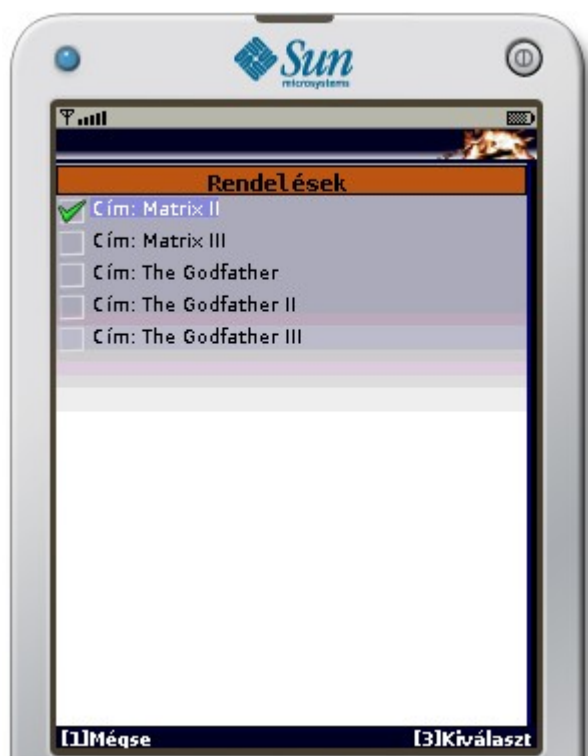 Sun
microsystems
Rendelések
Cím: Matrix II
Cím: Matrix III
Cím: The Godfather
Cím: The Godfather II
Cím: The Godfather III
[1]Mégse [3]Kiválaszt